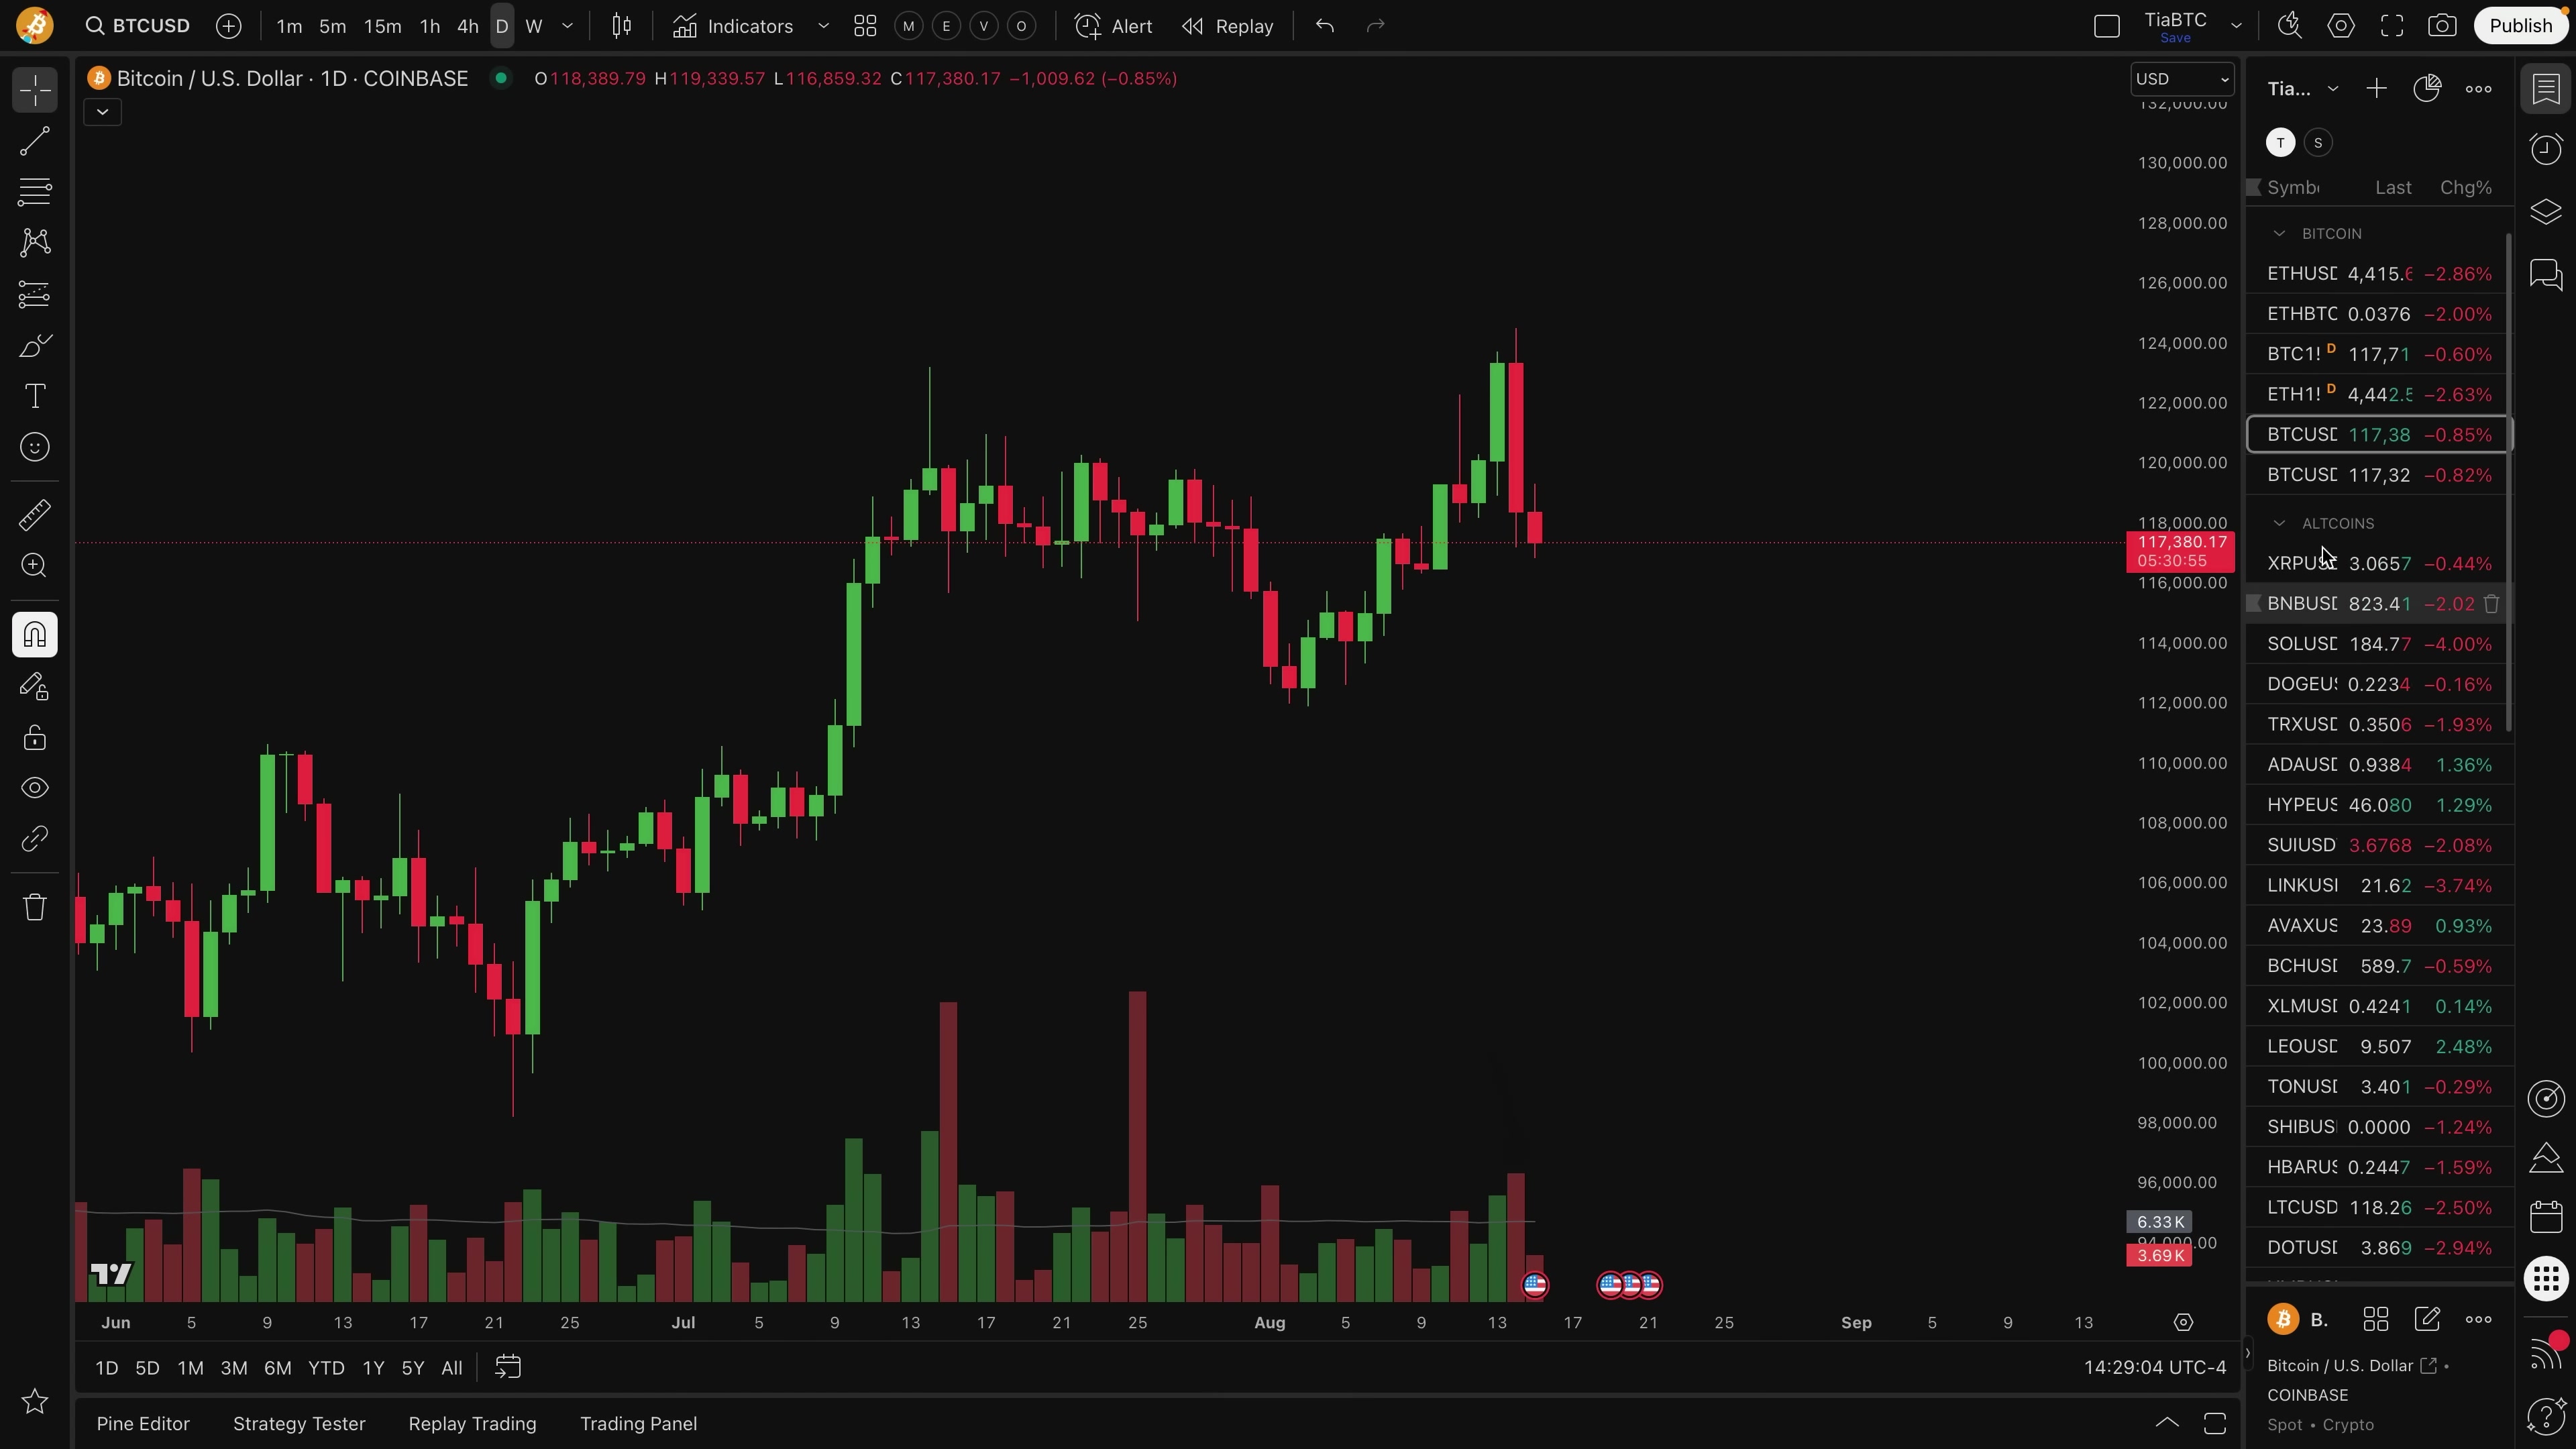 BTCUSD 1m 5m 15m 1h 4h D W Indicators M E V O Alert Replay TiaBTC Save Publish
Bitcoin / U.S. Dollar · 1D · COINBASE O118,389.79 H119,339.57 L116,859.32 C117,380.17 −1,009.62 (−0.85%)
USD
132,000.00
130,000.00
128,000.00
126,000.00
124,000.00
122,000.00
120,000.00
118,000.00
117,380.17
05:30:55
116,000.00
114,000.00
112,000.00
110,000.00
108,000.00
106,000.00
104,000.00
102,000.00
100,000.00
98,000.00
96,000.00
6.33 K
94,000.00
3.69 K
Jun 5 9 13 17 21 25 Jul 5 9 13 17 21 25 Aug 5 9 13 17 21 25 Sep 5 9 13
1D 5D 1M 3M 6M YTD 1Y 5Y All 14:29:04 UTC-4
Pine Editor Strategy Tester Replay Trading Trading Panel
Tia...
T S
Symb Last Chg%
BITCOIN
ETHUSD 4,415.6 −2.86%
ETHBTC 0.0376 −2.00%
BTC1! D 117,71 −0.60%
ETH1! D 4,442.5 −2.63%
BTCUSD 117,38 −0.85%
BTCUSD 117,32 −0.82%
ALTCOINS
XRPUSD 3.0657 −0.44%
BNBUSD 823.41 −2.02
SOLUSD 184.77 −4.00%
DOGEUS 0.2234 −0.16%
TRXUSD 0.3506 −1.93%
ADAUSD 0.9384 1.36%
HYPEUS 46.080 1.29%
SUIUSD 3.6768 −2.08%
LINKUS 21.62 −3.74%
AVAXUS 23.89 0.93%
BCHUSD 589.7 −0.59%
XLMUSD 0.4241 0.14%
LEOUSD 9.507 2.48%
TONUSD 3.401 −0.29%
SHIBUS 0.0000 −1.24%
HBARUS 0.2447 −1.59%
LTCUSD 118.26 −2.50%
DOTUSD 3.869 −2.94%
B.
Bitcoin / U.S. Dollar •
COINBASE
Spot • Crypto